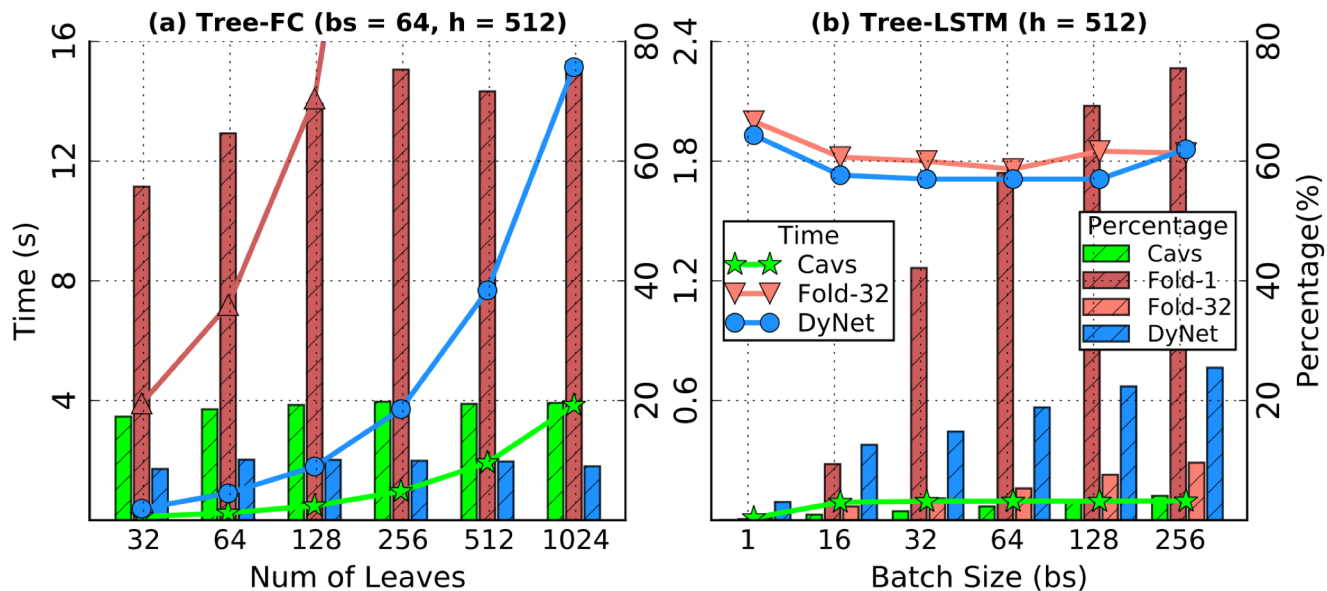 (a) Tree-FC (bs = 64, h = 512)
16
12
8
4
Time (s)
80
60
40
20
32 64 128 256 512 1024
Num of Leaves
(b) Tree-LSTM (h = 512)
2.4
1.8
1.2
0.6
80
60
40
20
Percentage(%)
Time
Cavs
Fold-32
DyNet
Percentage
Cavs
Fold-1
Fold-32
DyNet
1 16 32 64 128 256
Batch Size (bs)